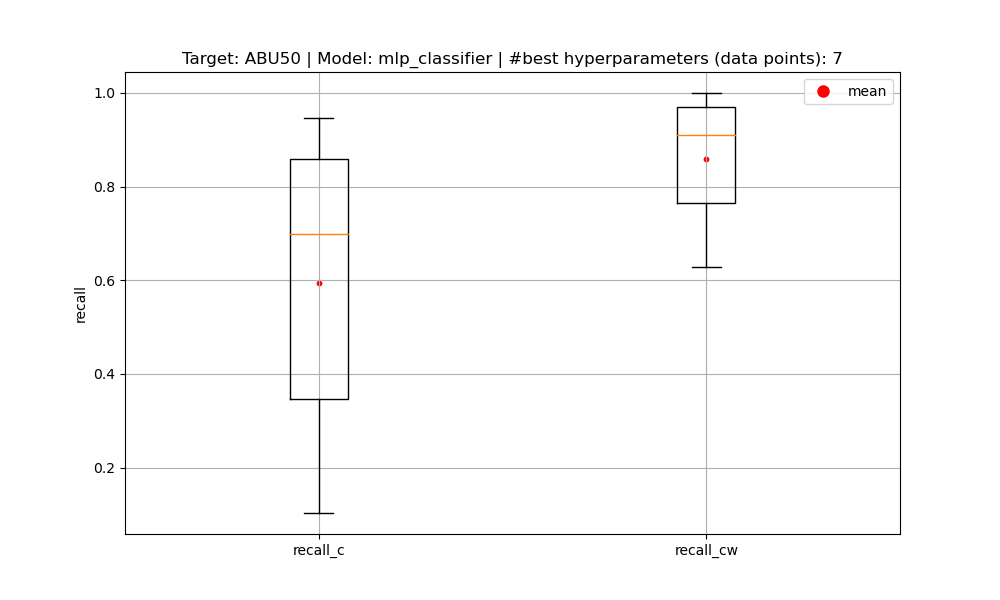 Target: ABU50 | Model: mlp_classifier | #best hyperparameters (data points): 7
mean
1.0
0.8
0.6
0.4
0.2
recall
recall_c
recall_cw